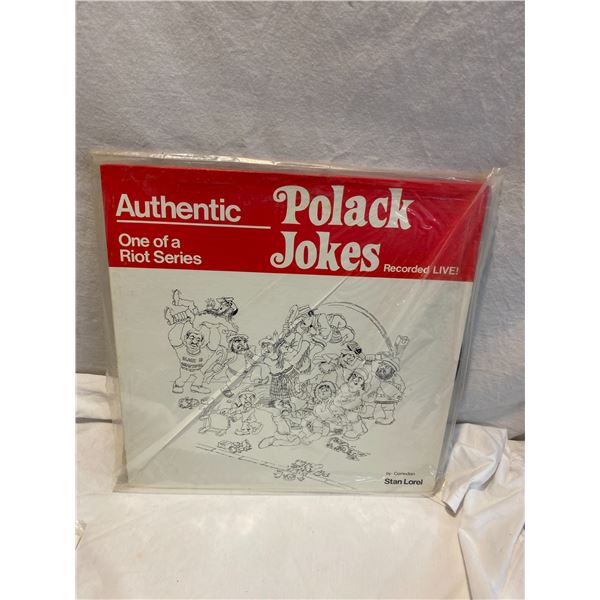 Authentic
Polack
Jokes
One of a
Riot Series
Recorded LIVE!
by Comedian
Stan Lorel